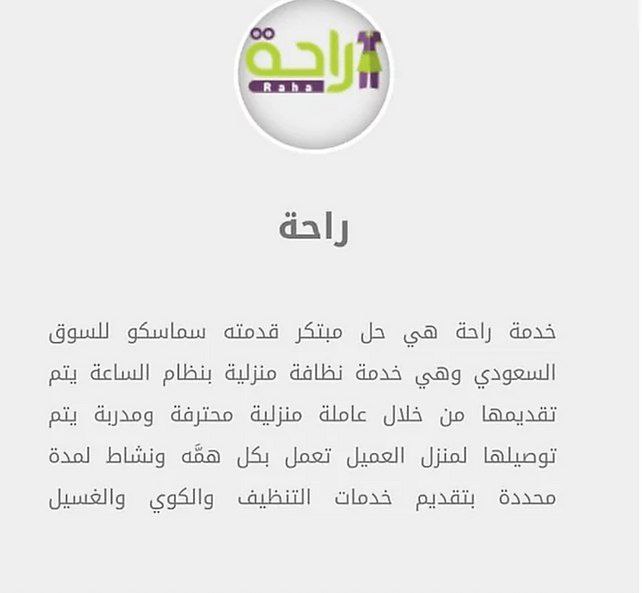 راحة
Raha
راحة
خدمة راحة هي حل مبتكر قدمته سماسكو للسوق
السعودي وهي خدمة نظافة منزلية بنظام الساعة يتم
تقديمها من خلال عاملة منزلية محترفة ومدربة يتم
توصيلها لمنزل العميل تعمل بكل همَّه ونشاط لمدة
محددة بتقديم خدمات التنظيف والكوي والغسيل